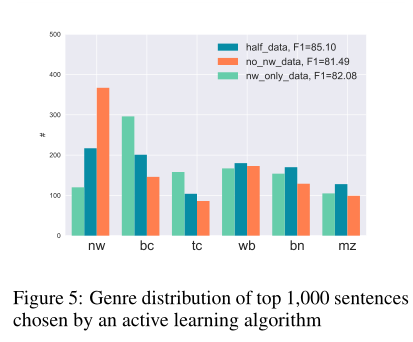 500
400
300
200
100
0
#
half_data, F1=85.10
no_nw_data, F1=81.49
nw_only_data, F1=82.08
nw bc tc wb bn mz
Figure 5: Genre distribution of top 1,000 sentences
chosen by an active learning algorithm